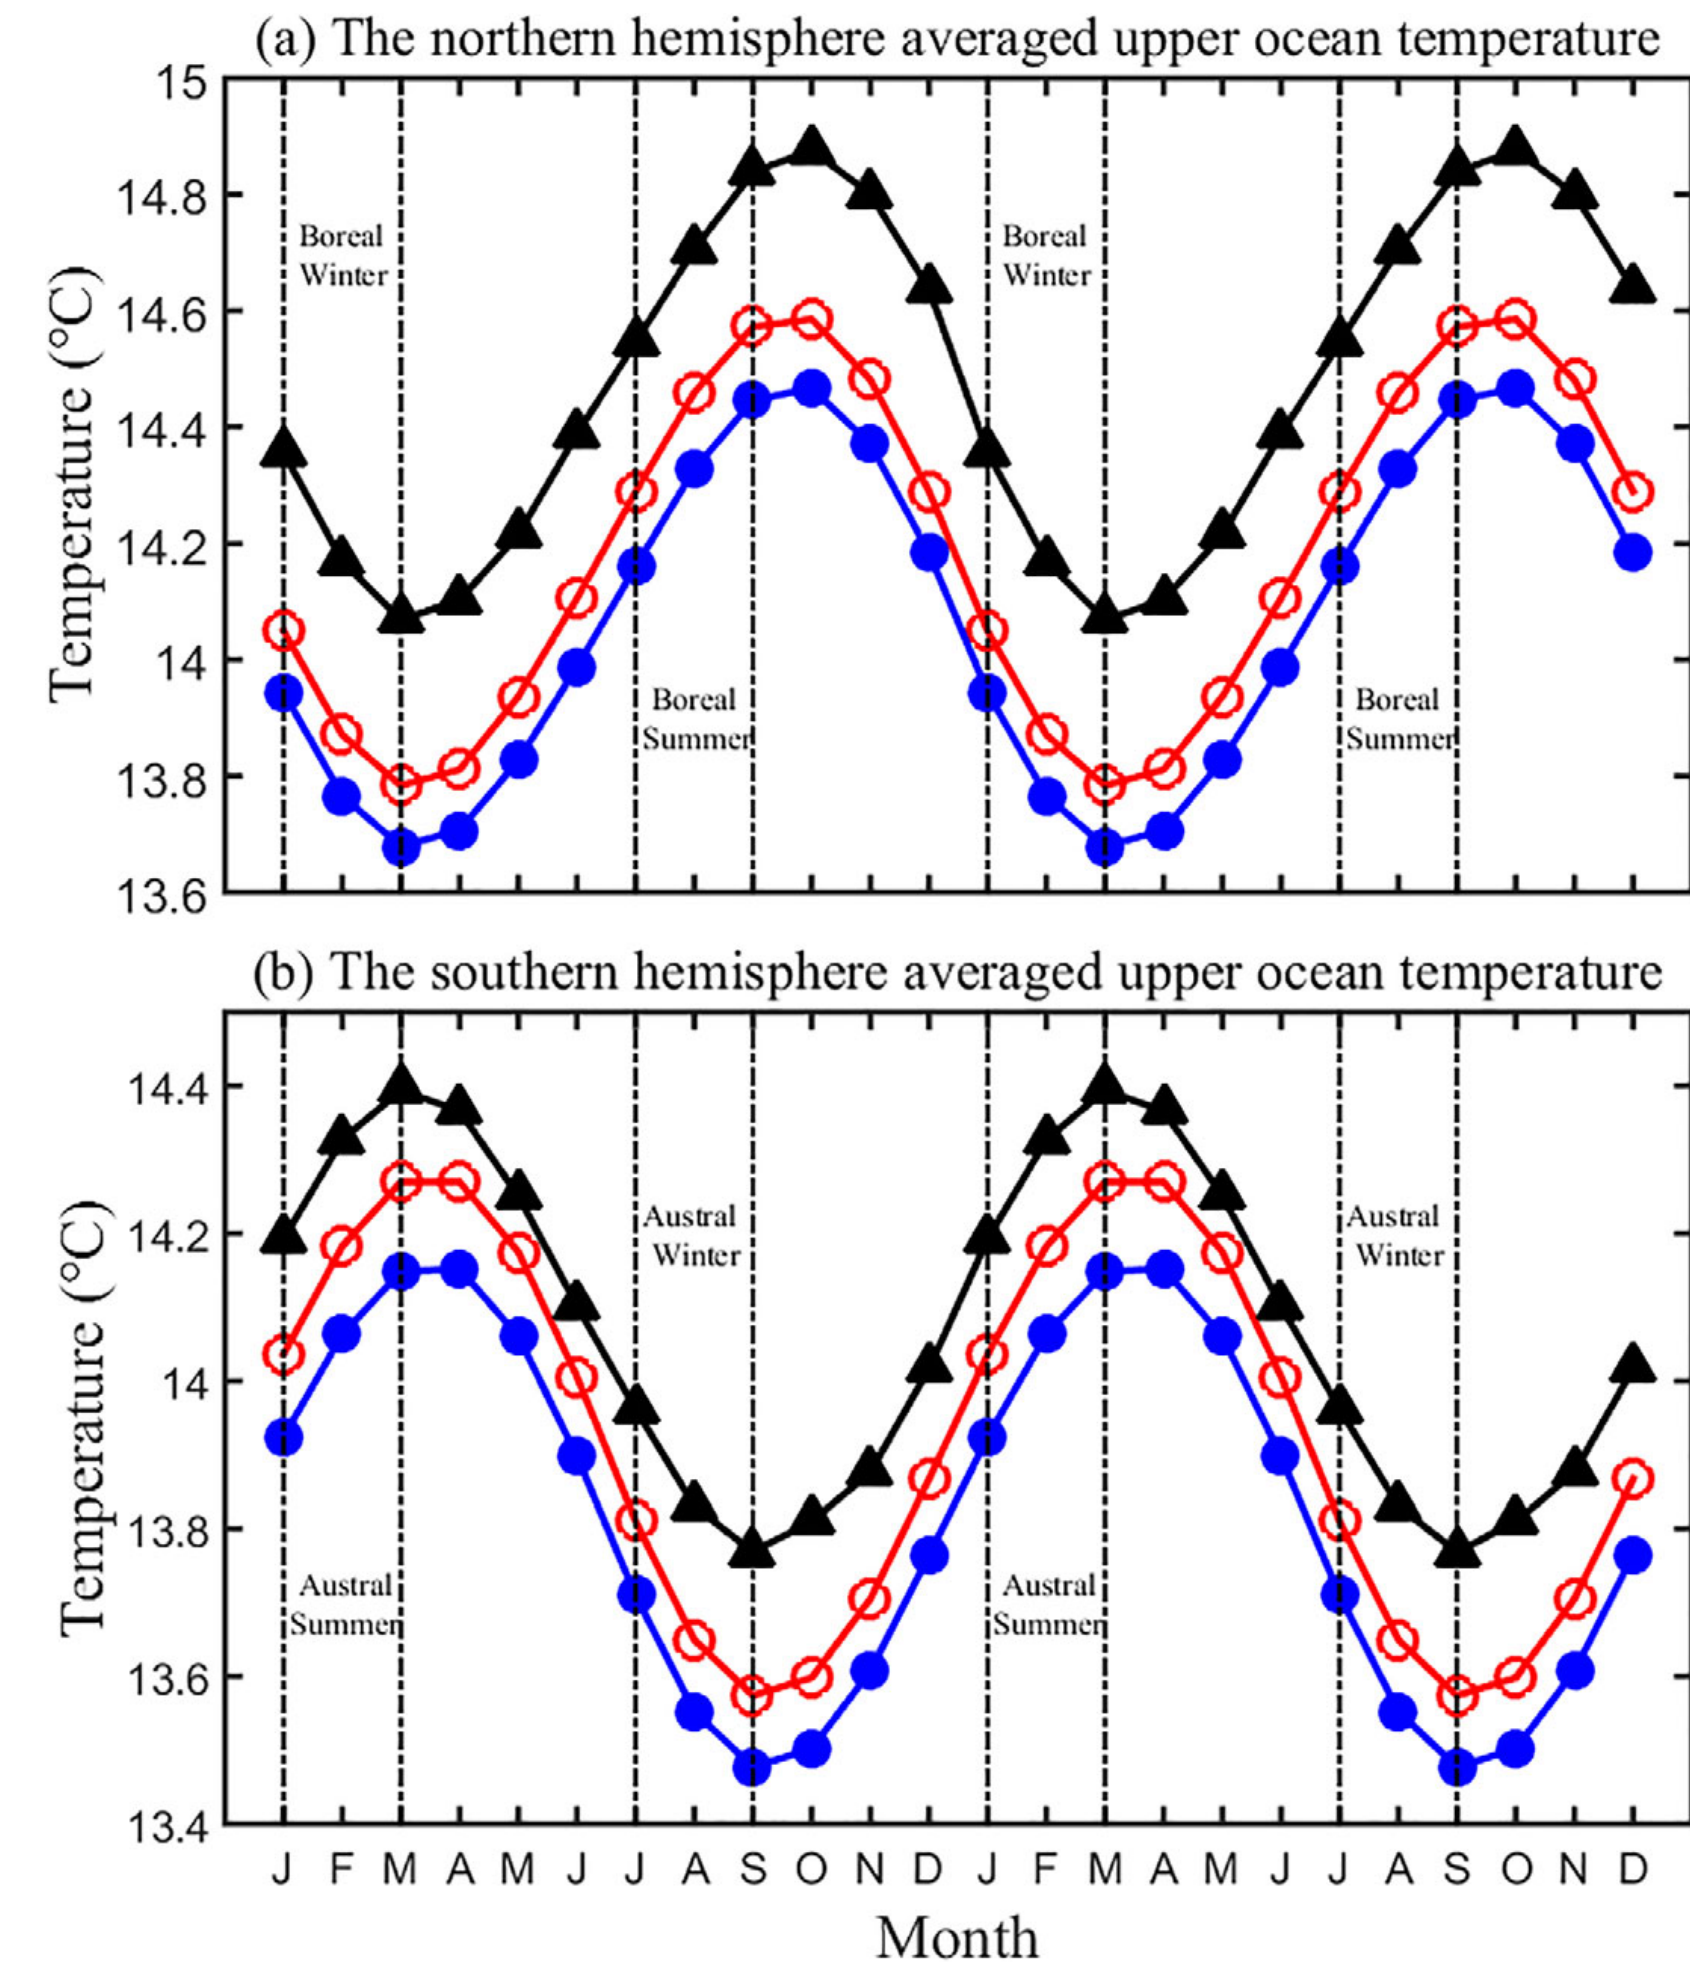 (a) The northern hemisphere averaged upper ocean temperature
15
14.8
14.6
14.4
14.2
14
13.8
13.6
Temperature (°C)
Boreal
Winter
Boreal
Summer
Boreal
Winter
Boreal
Summer
(b) The southern hemisphere averaged upper ocean temperature
14.4
14.2
14
13.8
13.6
13.4
Temperature (°C)
Austral
Summer
Austral
Winter
Austral
Summer
Austral
Winter
J F M A M J J A S O N D J F M A M J J A S O N D
Month